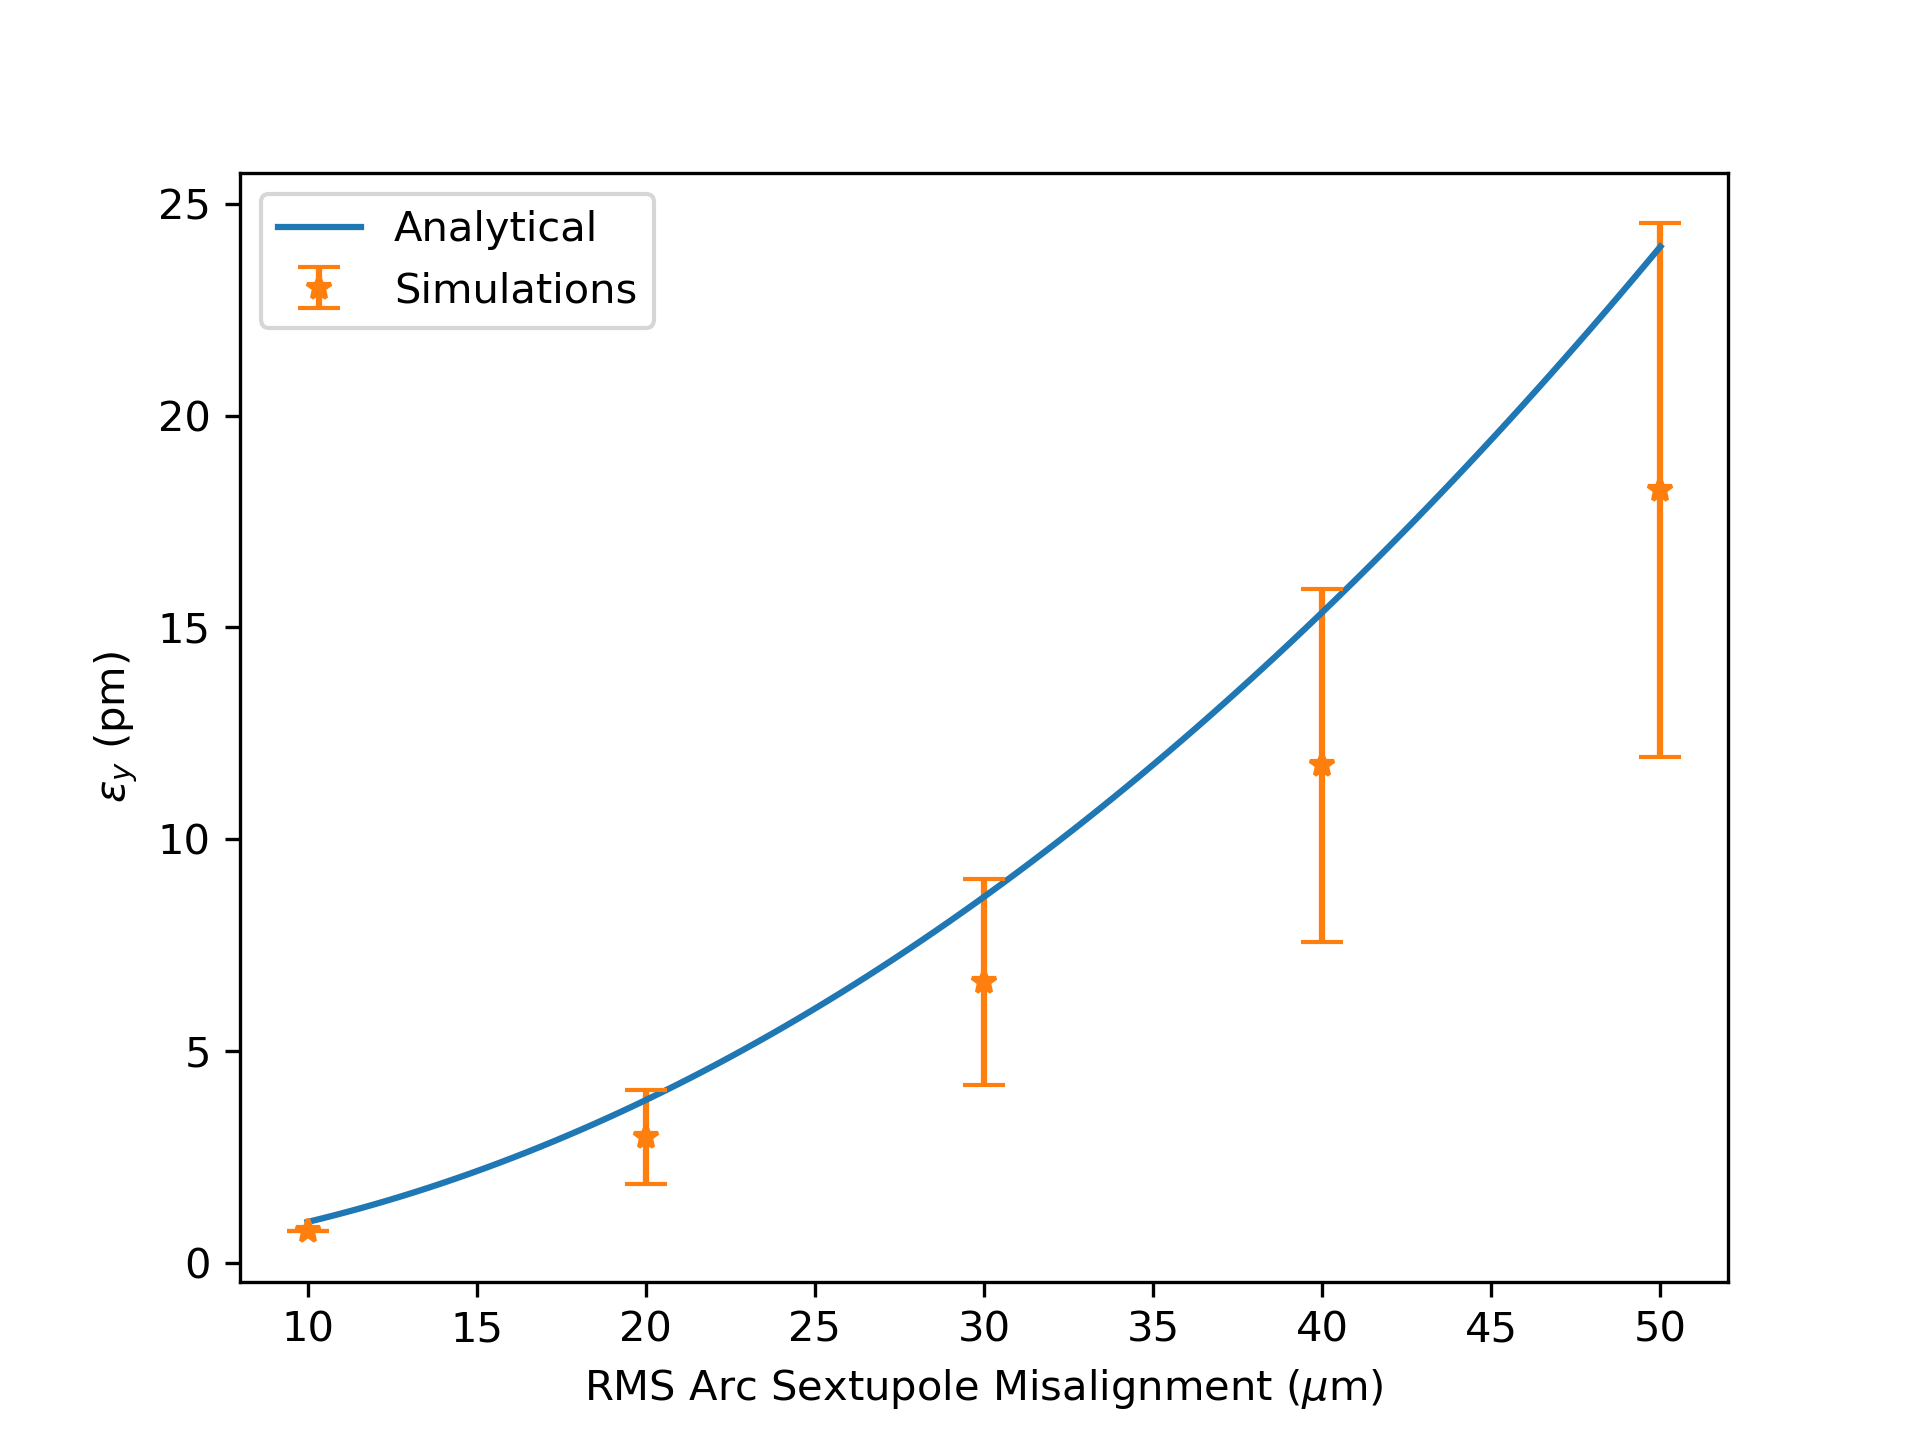 Analytical
Simulations
25
20
15
10
5
0
εy (pm)
10 15 20 25 30 35 40 45 50
RMS Arc Sextupole Misalignment (μm)